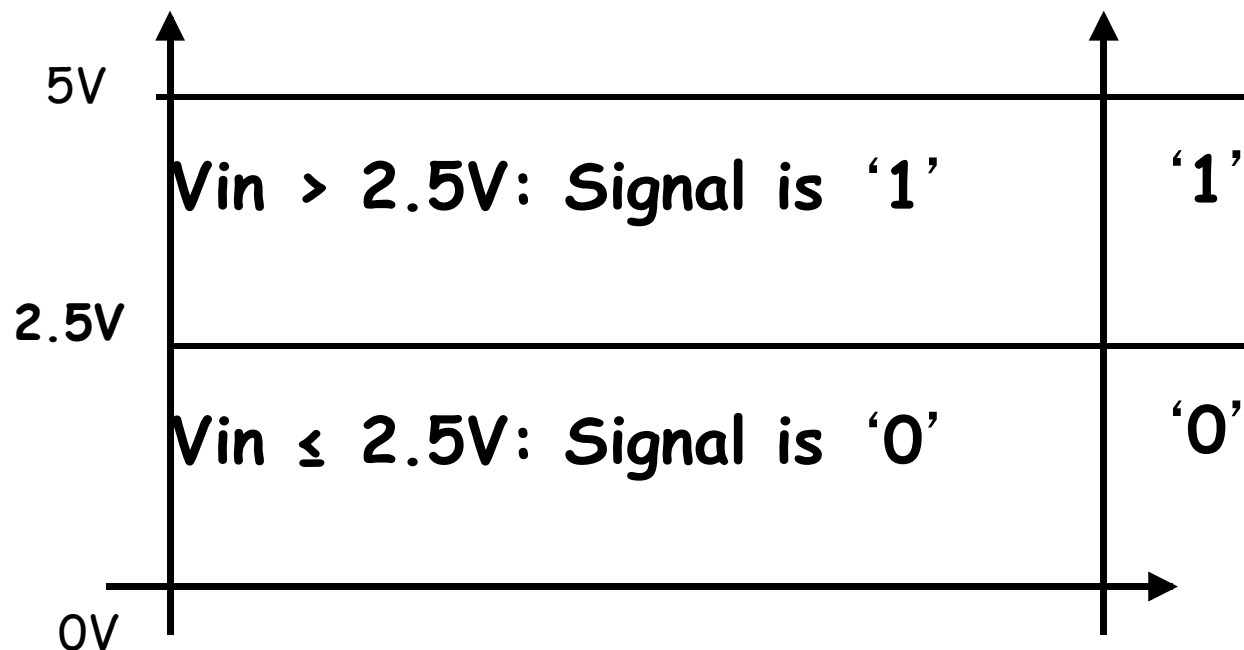 5V
Vin > 2.5V: Signal is ‘1’ ‘1’
2.5V
Vin ≤ 2.5V: Signal is ‘0’ ‘0’
0V